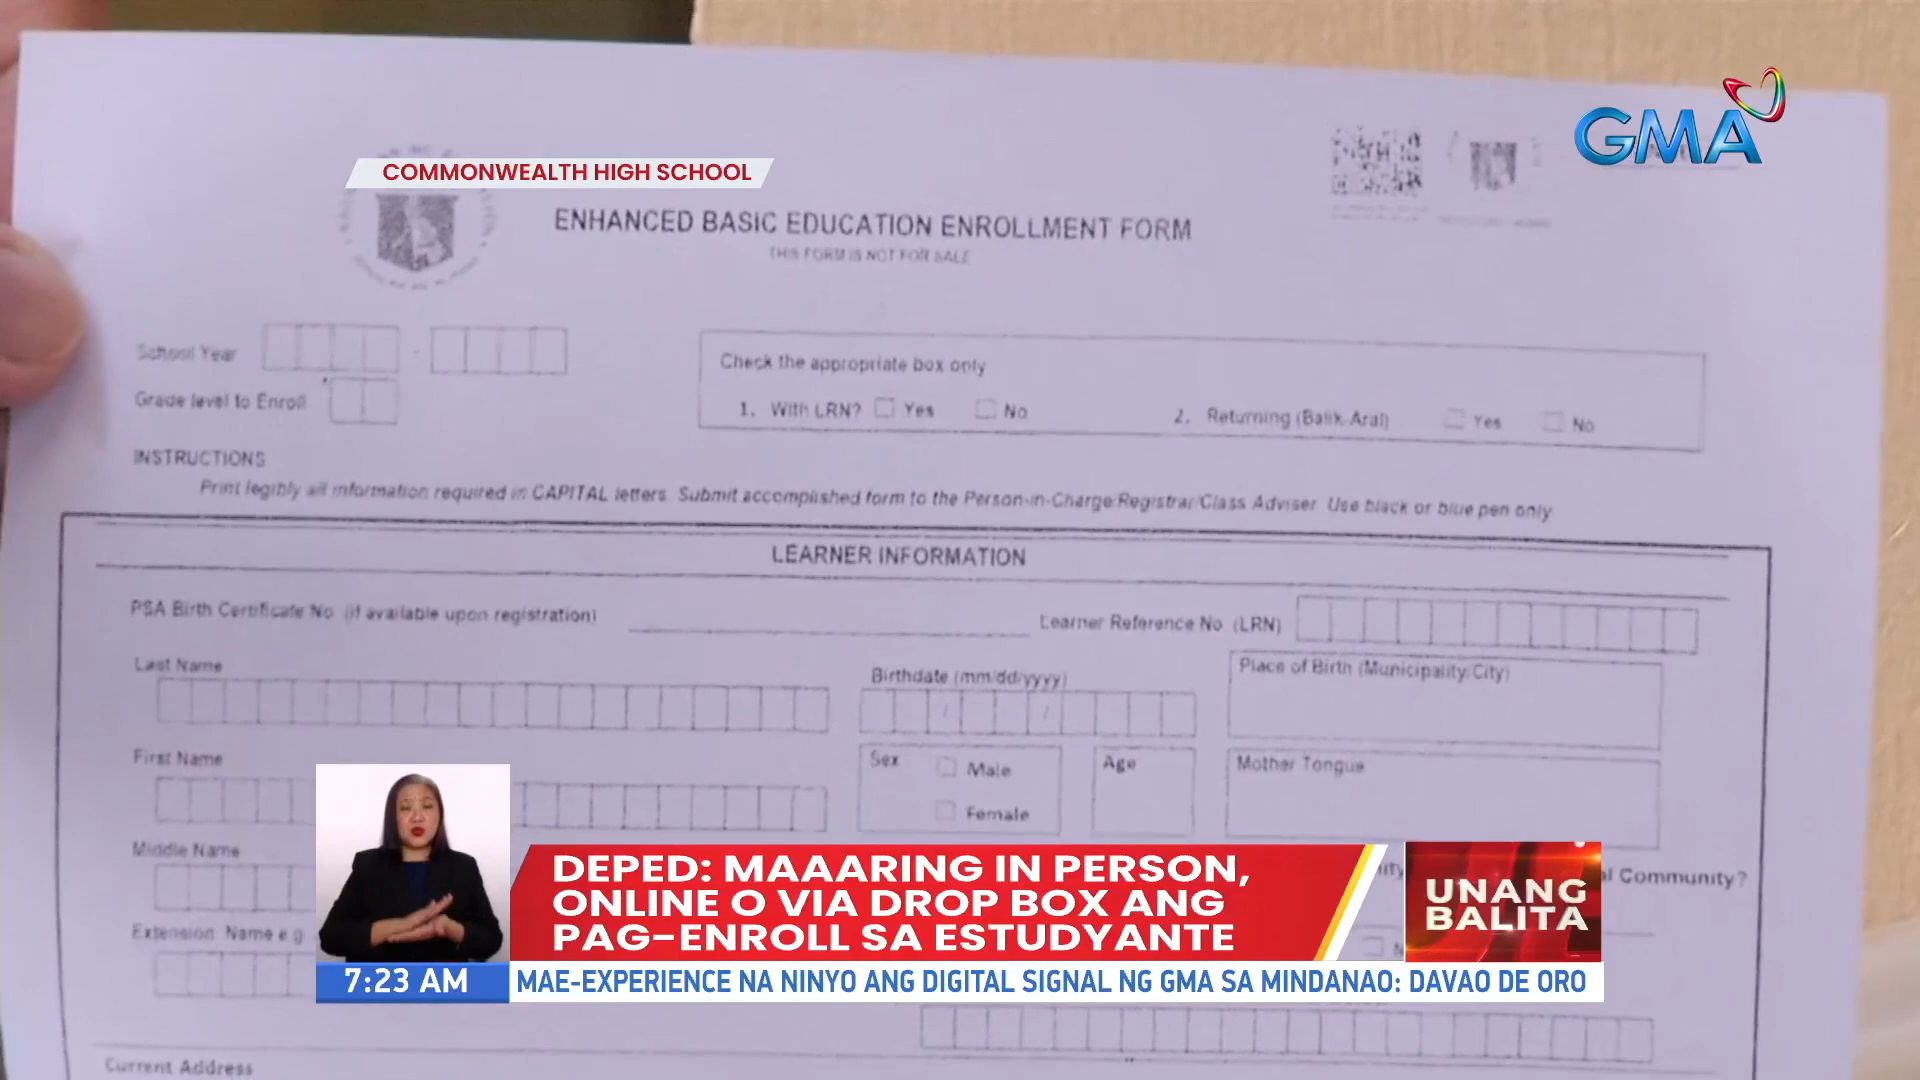 GMA
COMMONWEALTH HIGH SCHOOL
ENHANCED BASIC EDUCATION ENROLLMENT FORM
THIS FORM IS NOT FOR SALE
School Year
Grade level to Enroll
Check the appropriate box only
1. With LRN? Yes No
2. Returning (Balik-Aral) Yes No
INSTRUCTIONS
Print legibly all information required in CAPITAL letters. Submit accomplished form to the Person-in-Charge/Registrar/Class Adviser. Use black or blue pen only
LEARNER INFORMATION
PSA Birth Certificate No. (if available upon registration)
Learner Reference No. (LRN)
Last Name
Birthdate (mm/dd/yyyy)
Place of Birth (Municipality/City)
First Name
Sex
Male
Female
Age
Mother Tongue
Middle Name
Community?
Extension Name e.g.
Current Address
DEPED: MAAARING IN PERSON,
ONLINE O VIA DROP BOX ANG
PAG-ENROLL SA ESTUDYANTE
UNANG
BALITA
7:23 AM
MAE-EXPERIENCE NA NINYO ANG DIGITAL SIGNAL NG GMA SA MINDANAO: DAVAO DE ORO